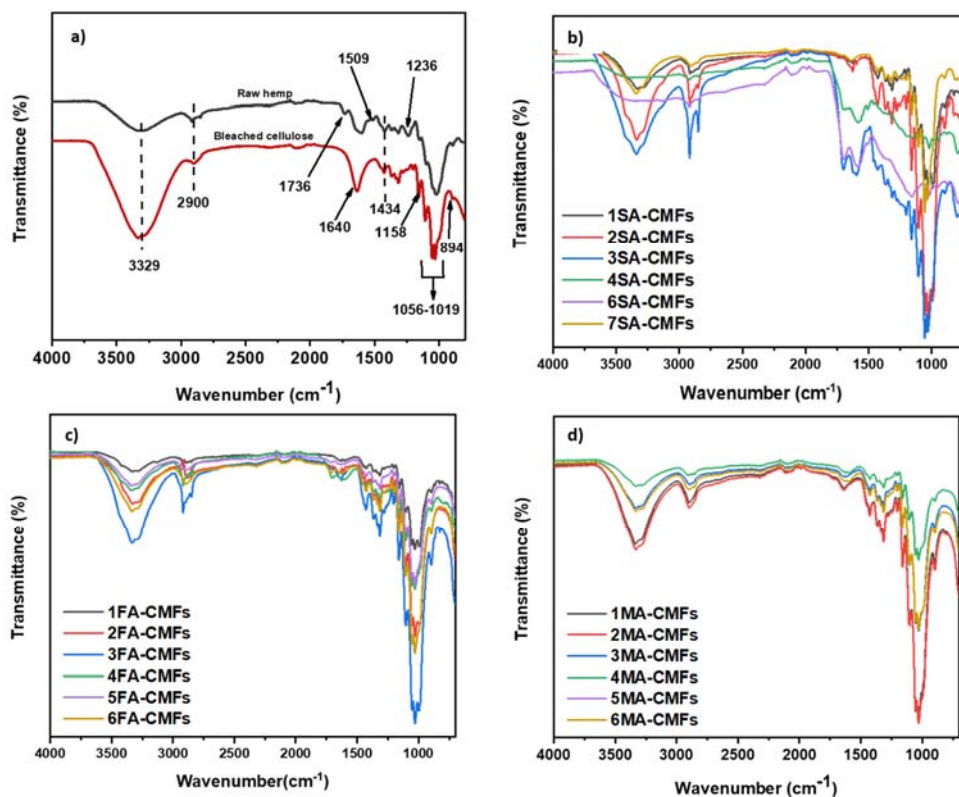 a)
Transmittance (%)
Raw hemp
Bleached cellulose
1509
1236
1736
2900
3329
1640
1434
1158
894
1056-1019
4000 3500 3000 2500 2000 1500 1000
Wavenumber (cm-1)
b)
Transmittance (%)
1SA-CMFs
2SA-CMFs
3SA-CMFs
4SA-CMFs
6SA-CMFs
7SA-CMFs
4000 3500 3000 2500 2000 1500 1000
Wavenumber (cm-1)
c)
Transmittance (%)
1FA-CMFs
2FA-CMFs
3FA-CMFs
4FA-CMFs
5FA-CMFs
6FA-CMFs
4000 3500 3000 2500 2000 1500 1000
Wavenumber(cm-1)
d)
Transmittance (%)
1MA-CMFs
2MA-CMFs
3MA-CMFs
4MA-CMFs
5MA-CMFs
6MA-CMFs
4000 3500 3000 2500 2000 1500 1000
Wavenumber (cm-1)